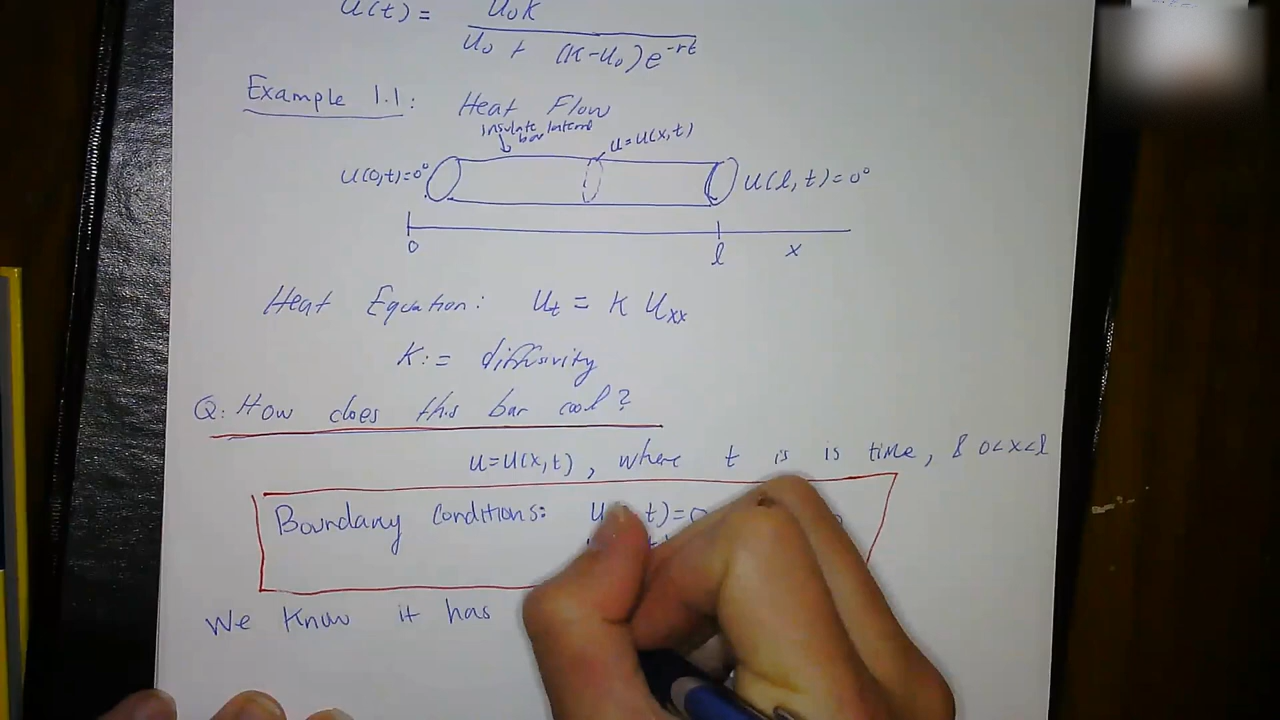 u(t) =
u₀k
u₀ + (k-u₀)e^-rt
Example 1.1: Heat Flow
insulate
bar lateral
u=u(x,t)
u(0,t)=0° u(l,t)=0°
0 l x
Heat Equation: u_t = K u_xx
K:= diffusivity
Q: How does this bar cool?
u=u(x,t), where t is is time, & 0<x<l
Boundary Conditions: u t)=0
We know it has